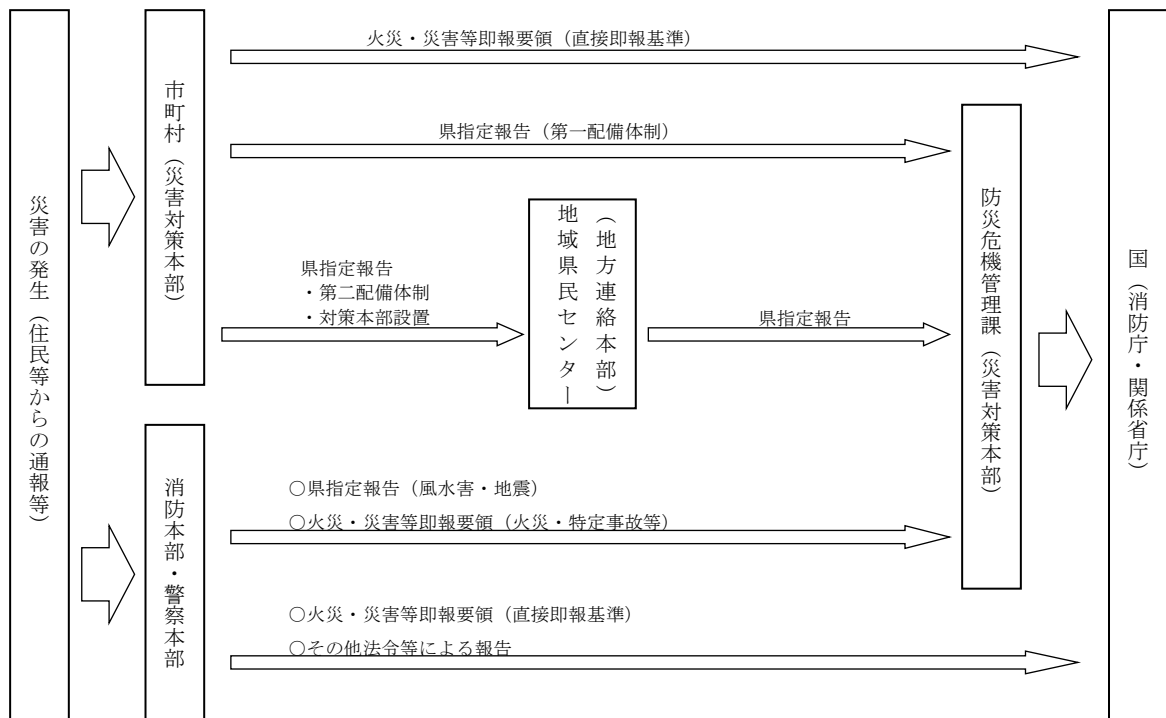 災害の発生（住民等からの通報等）
市町村（災害対策本部）
火災・災害等即報要領（直接即報基準）
県指定報告（第一配備体制）
県指定報告
・第二配備体制
・対策本部設置
（地方連絡本部）
地域県民センター
県指定報告
防災危機管理課（災害対策本部）
国（消防庁・関係省庁）
消防本部・警察本部
○県指定報告（風水害・地震）
○火災・災害等即報要領（火災・特定事故等）
○火災・災害等即報要領（直接即報基準）
○その他法令等による報告